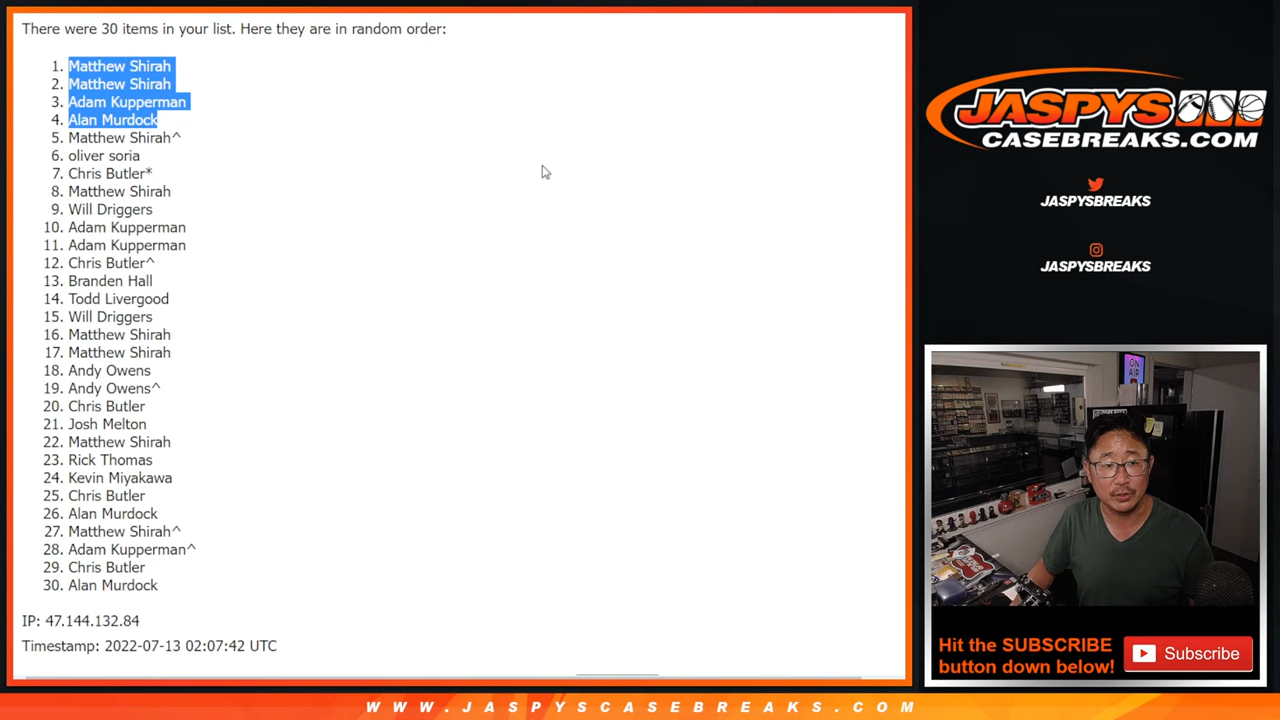 There were 30 items in your list. Here they are in random order:
1. Matthew Shirah
2. Matthew Shirah
3. Adam Kupperman
4. Alan Murdock
5. Matthew Shirah^
6. oliver soria
7. Chris Butler*
8. Matthew Shirah
9. Will Driggers
10. Adam Kupperman
11. Adam Kupperman
12. Chris Butler^
13. Branden Hall
14. Todd Livergood
15. Will Driggers
16. Matthew Shirah
17. Matthew Shirah
18. Andy Owens
19. Andy Owens^
20. Chris Butler
21. Josh Melton
22. Matthew Shirah
23. Rick Thomas
24. Kevin Miyakawa
25. Chris Butler
26. Alan Murdock
27. Matthew Shirah^
28. Adam Kupperman^
29. Chris Butler
30. Alan Murdock
IP: 47.144.132.84
Timestamp: 2022-07-13 02:07:42 UTC
JASPYS
CASEBREAKS.COM
JASPYSBREAKS
JASPYSBREAKS
ON
AIR
Hit the SUBSCRIBE
button down below!
Subscribe
WWW.JASPYSCASEBREAKS.COM